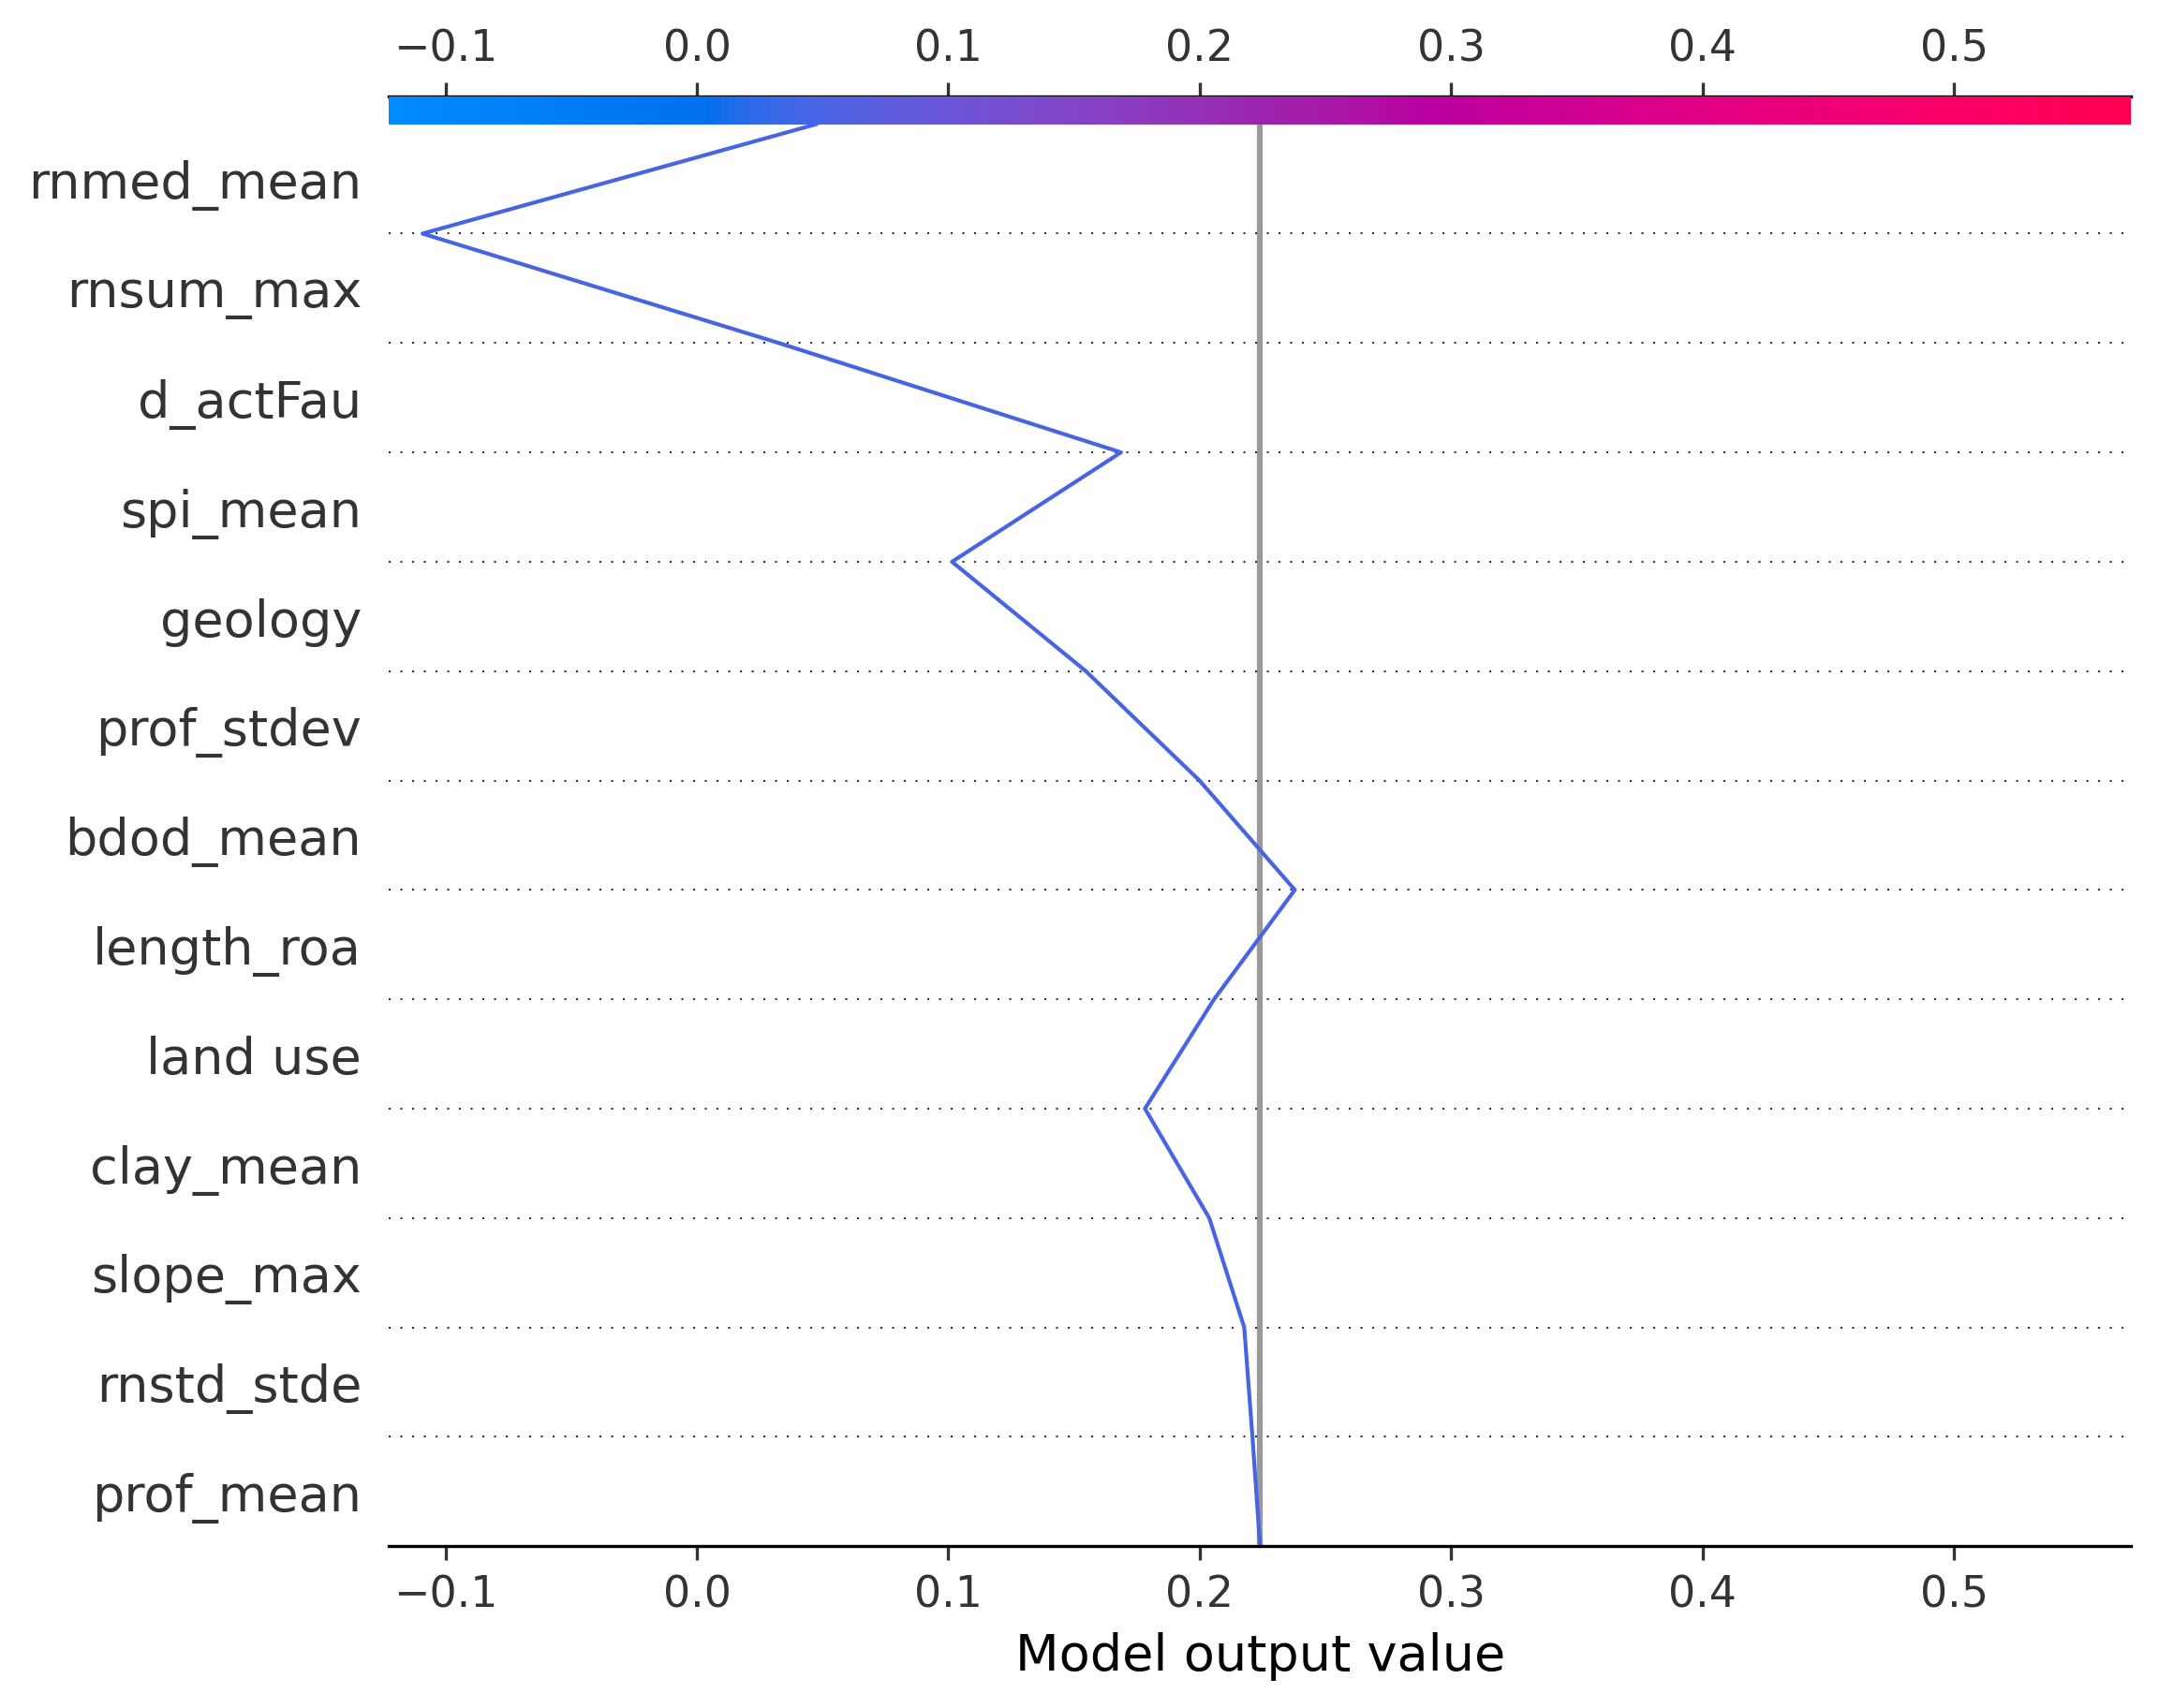 −0.1 0.0 0.1 0.2 0.3 0.4 0.5
rnmed_mean
rnsum_max
d_actFau
spi_mean
geology
prof_stdev
bdod_mean
length_roa
land use
clay_mean
slope_max
rnstd_stde
prof_mean
−0.1 0.0 0.1 0.2 0.3 0.4 0.5
Model output value